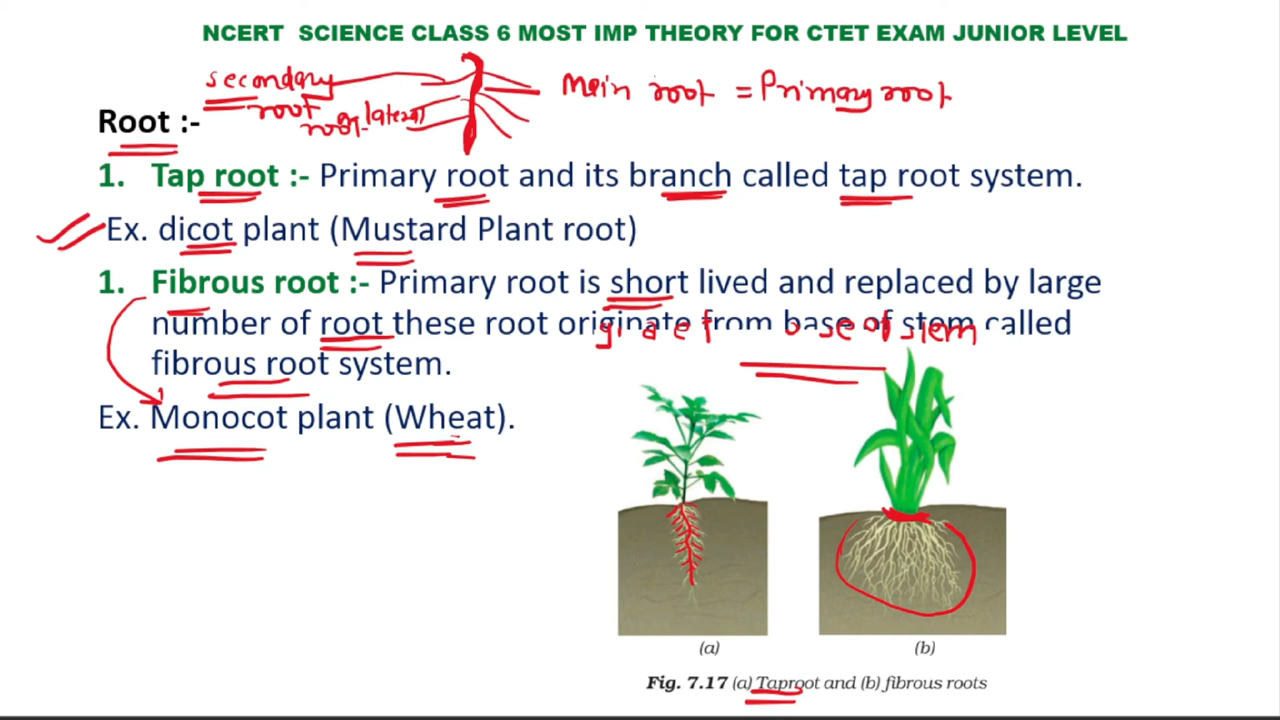 NCERT SCIENCE CLASS 6 MOST IMP THEORY FOR CTET EXAM JUNIOR LEVEL
secondary
root
root lateral
Main root = Primary root
Root :-
1. Tap root :- Primary root and its branch called tap root system.
Ex. dicot plant (Mustard Plant root)
1. Fibrous root :- Primary root is short lived and replaced by large
number of root these root originate from base of stem called
fibrous root system.
Ex. Monocot plant (Wheat).
(a)
(b)
Fig. 7.17 (a) Taproot and (b) fibrous roots